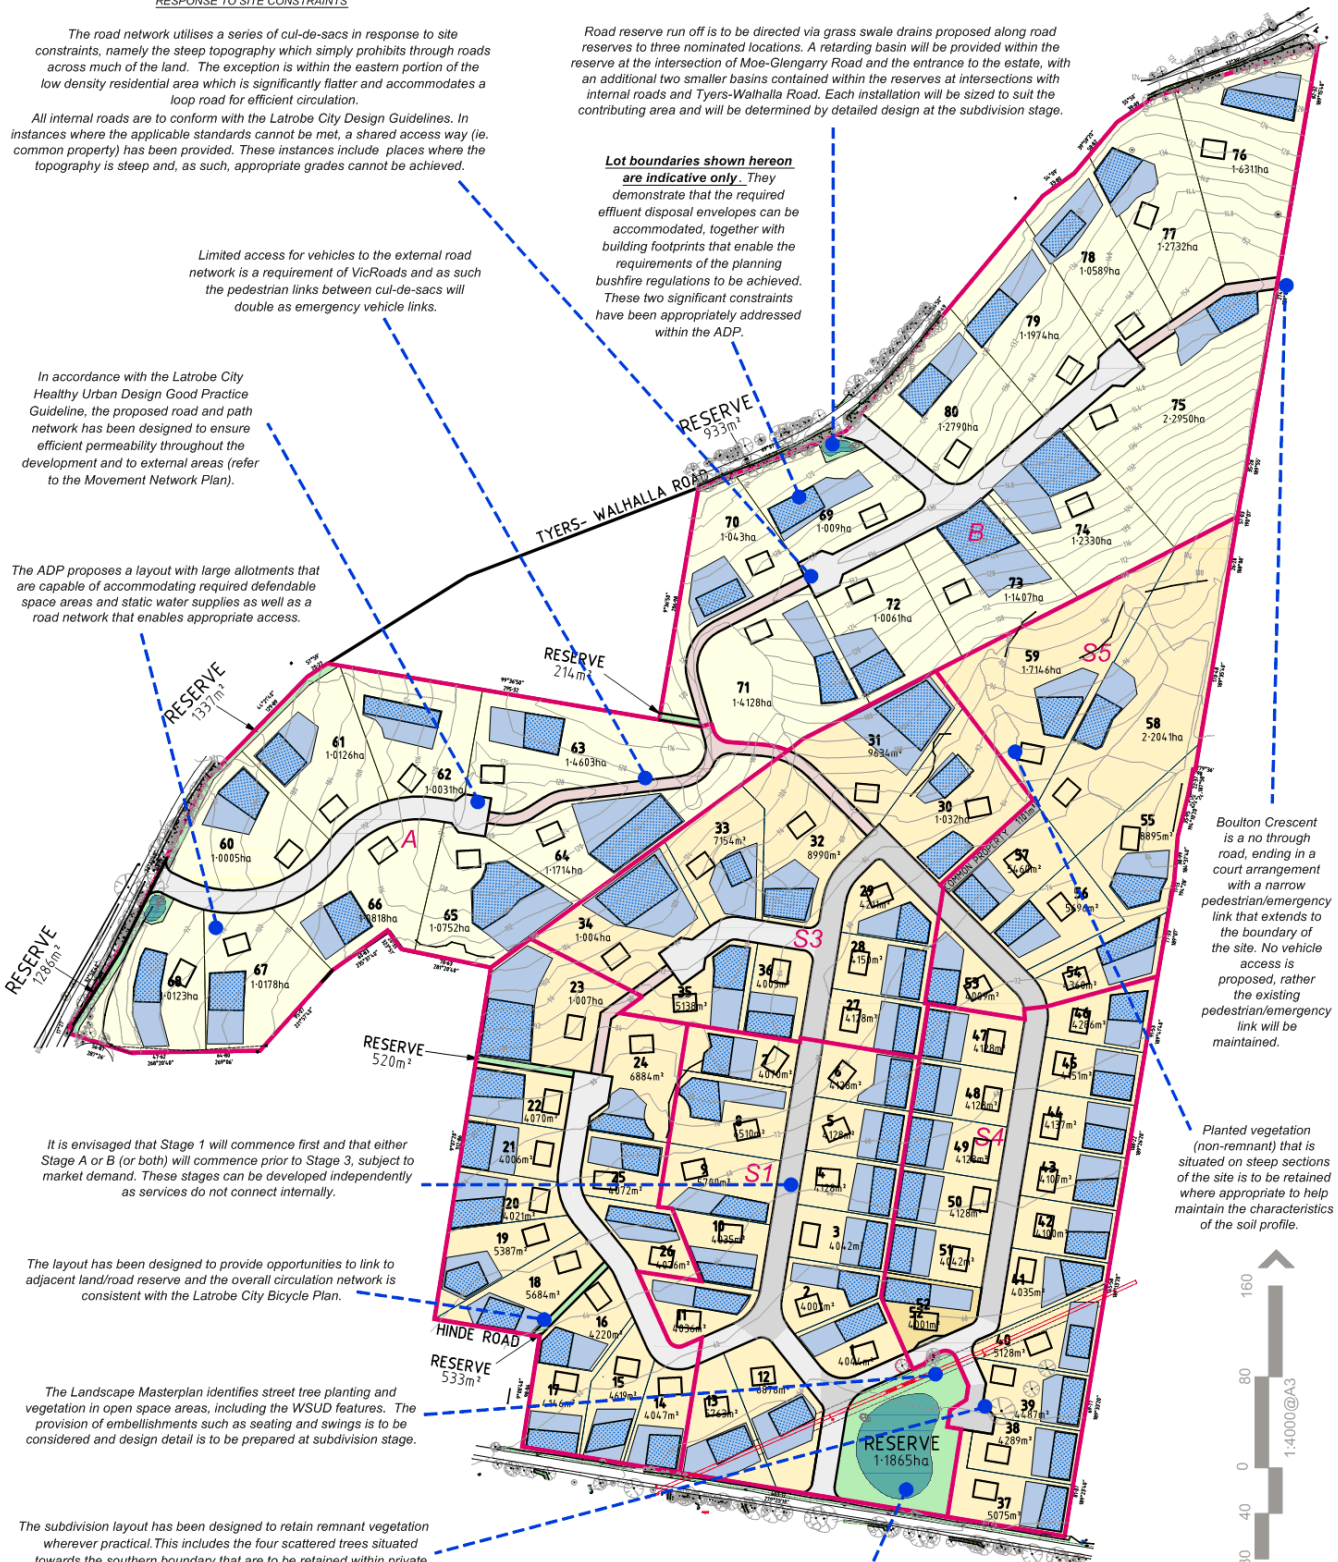 RESPONSE TO SITE CONSTRAINTS
The road network utilises a series of cul-de-sacs in response to site
constraints, namely the steep topography which simply prohibits through roads
across much of the land. The exception is within the eastern portion of the
low density residential area which is significantly flatter and accommodates a
loop road for efficient circulation.
All internal roads are to conform with the Latrobe City Design Guidelines. In
instances where the applicable standards cannot be met, a shared access way (ie.
common property) has been provided. These instances include places where the
topography is steep and, as such, appropriate grades cannot be achieved.
Road reserve run off is to be directed via grass swale drains proposed along road
reserves to three nominated locations. A retarding basin will be provided within the
reserve at the intersection of Moe-Glengarry Road and the entrance to the estate, with
an additional two smaller basins contained within the reserves at intersections with
internal roads and Tyers-Walhalla Road. Each installation will be sized to suit the
contributing area and will be determined by detailed design at the subdivision stage.
Lot boundaries shown hereon
are indicative only. They
demonstrate that the required
effluent disposal envelopes can be
accommodated, together with
building footprints that enable the
requirements of the planning
bushfire regulations to be achieved.
These two significant constraints
have been appropriately addressed
within the ADP.
Limited access for vehicles to the external road
network is a requirement of VicRoads and as such
the pedestrian links between cul-de-sacs will
double as emergency vehicle links.
In accordance with the Latrobe City
Healthy Urban Design Good Practice
Guideline, the proposed road and path
network has been designed to ensure
efficient permeability throughout the
development and to external areas (refer
to the Movement Network Plan).
The ADP proposes a layout with large allotments that
are capable of accommodating required defendable
space areas and static water supplies as well as a
road network that enables appropriate access.
76
1·6311ha
77
1·2732ha
78
1·0589ha
79
1·1974ha
80
1·2790ha
75
2·2950ha
RESERVE
933m²
TYERS- WALHALLA ROAD
70
1·043ha
69
1·009ha
B
74
1·2330ha
73
1·1407ha
72
1·0061ha
71
1·4128ha
RESERVE
214m²
RESERVE
1337m²
59
1·7146ha
S5
58
2·2041ha
61
1·0126ha
62
1·0031ha
63
1·4603ha
31
9634m²
30
1·032ha
60
1·0005ha
A
64
1·1714ha
33
7154m²
32
8990m²
COMMON PROPERTY 1101m²
57
5460m²
55
8895m²
56
66
1·0818ha
65
1·0752ha
34
1·004ha
S3
29
28
4150m²
RESERVE
1286m²
68
1·0123ha
67
1·0178ha
23
1·007ha
35
5138m²
36
4005m²
27
4128m²
53
4009m²
54
4360m²
RESERVE
520m²
24
6884m²
7
4070m²
6
4128m²
47
4128m²
46
4286m²
45
4151m²
22
4070m²
8
4510m²
5
4128m²
48
4128m²
44
4137m²
21
4006m²
25
4072m²
9
S1
4
4128m²
S4
49
4128m²
43
4107m²
20
4021m²
10
4035m²
3
4042m²
50
4128m²
42
4100m²
19
5387m²
26
4036m²
51
4042m²
41
4035m²
18
5684m²
16
4220m²
11
4036m²
2
52
4001m²
1
4044m²
40
5128m²
HINDE ROAD
RESERVE
533m²
17
15
4619m²
14
4047m²
13
5763m²
12
39
4487m²
38
4289m²
RESERVE
1·1865ha
37
5075m²
Boulton Crescent
is a no through
road, ending in a
court arrangement
with a narrow
pedestrian/emergency
link that extends to
the boundary of
the site. No vehicle
access is
proposed, rather
the existing
pedestrian/emergency
link will be
maintained.
Planted vegetation
(non-remnant) that is
situated on steep sections
of the site is to be retained
where appropriate to help
maintain the characteristics
of the soil profile.
It is envisaged that Stage 1 will commence first and that either
Stage A or B (or both) will commence prior to Stage 3, subject to
market demand. These stages can be developed independently
as services do not connect internally.
The layout has been designed to provide opportunities to link to
adjacent land/road reserve and the overall circulation network is
consistent with the Latrobe City Bicycle Plan.
The Landscape Masterplan identifies street tree planting and
vegetation in open space areas, including the WSUD features. The
provision of embellishments such as seating and swings is to be
considered and design detail is to be prepared at subdivision stage.
The subdivision layout has been designed to retain remnant vegetation
wherever practical.This includes the four scattered trees situated
towards the southern boundary that are to be retained within private
160
80
0
40
1:4000@A3